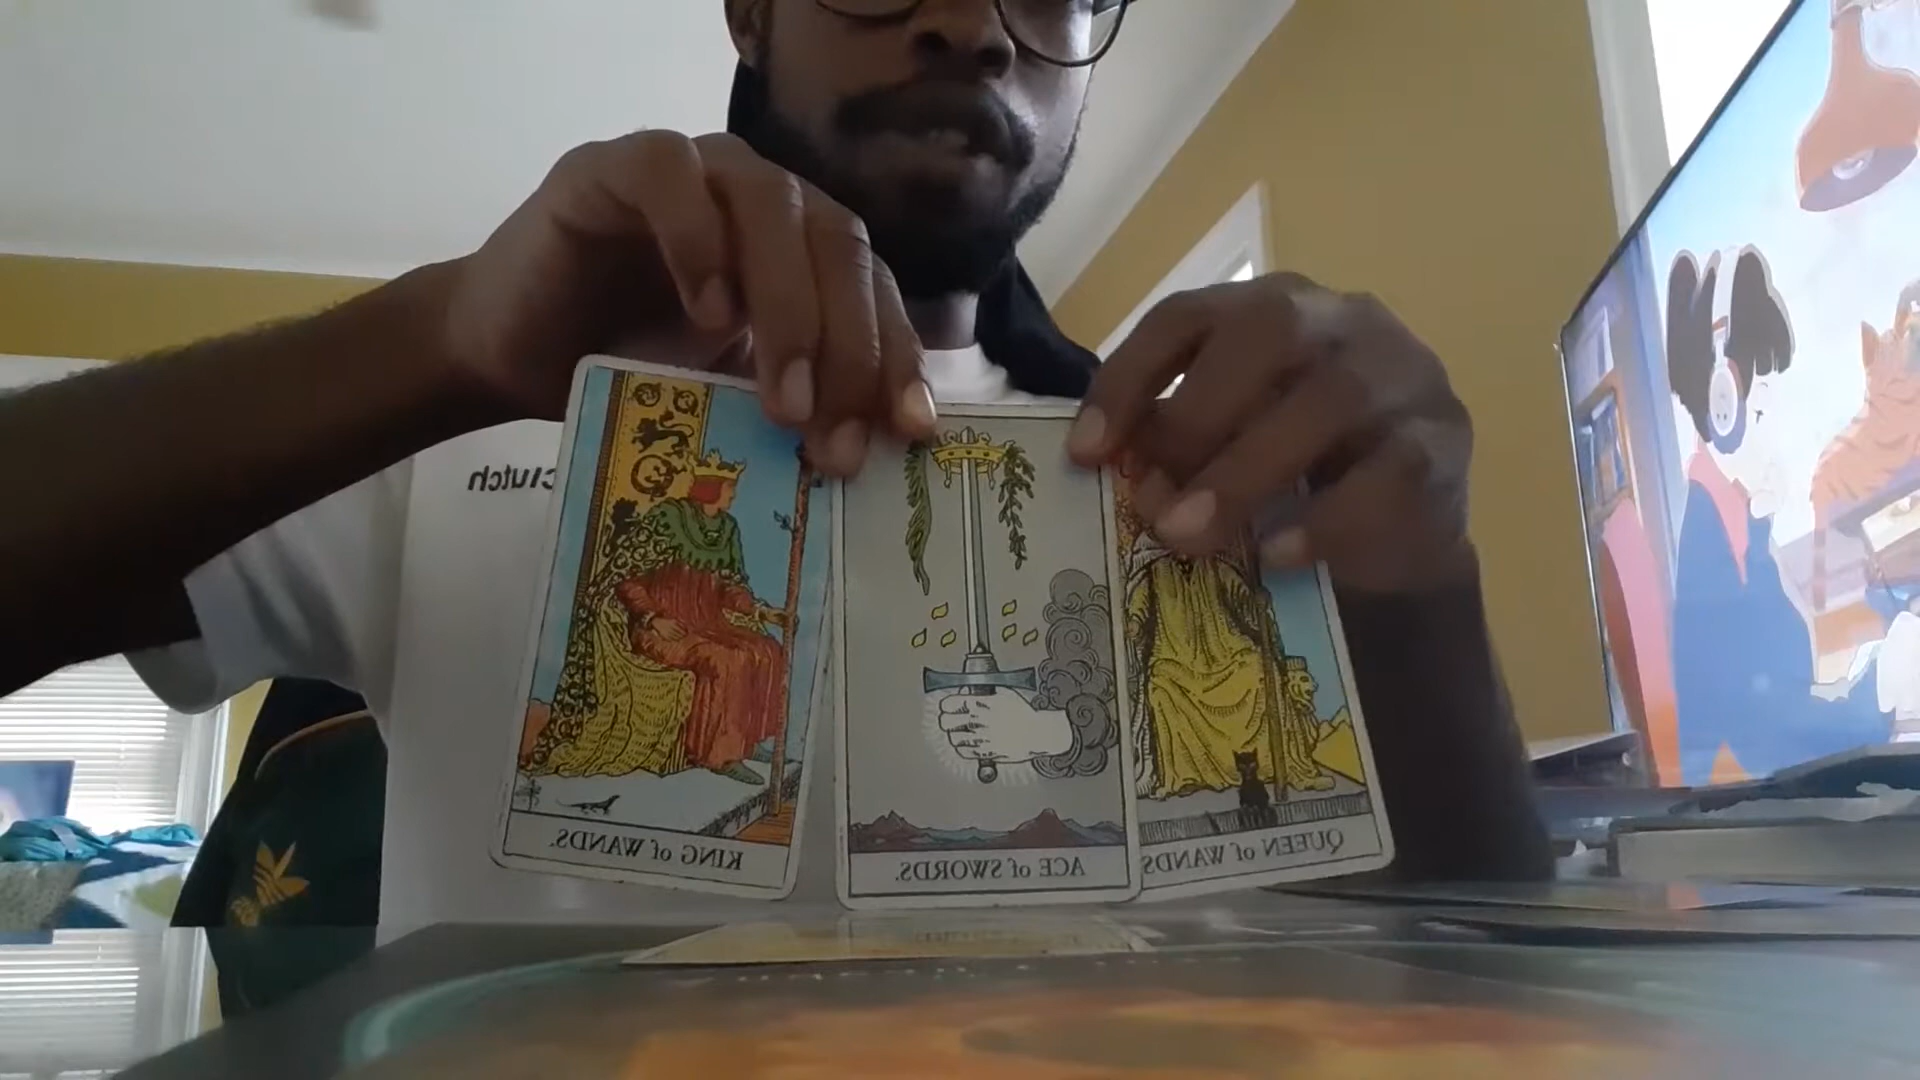 clutch
KING of WANDS.
ACE of SWORDS.
QUEEN of WANDS